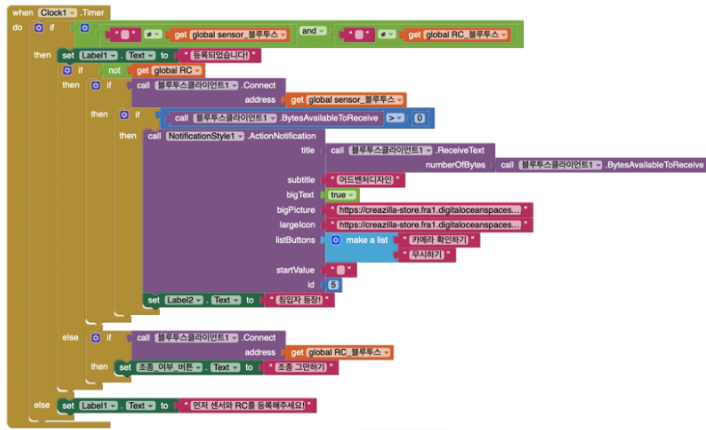 when Clock1 .Timer
do if " " ≠ get global sensor_블루투스 and " " ≠ get global RC_블루투스
then set Label1 . Text to " 등록되었습니다! "
if not get global RC
then if call 블루투스클라이언트1 .Connect
address get global sensor_블루투스
then if call 블루투스클라이언트1 .BytesAvailableToReceive > 0
then call NotificationStyle1 .ActionNotification
title call 블루투스클라이언트1 .ReceiveText
numberOfBytes call 블루투스클라이언트1 .BytesAvailableToReceive
subtitle " 어드벤처디자인 "
bigText true
bigPicture " https://creazilla-store.fra1.digitaloceanspaces... "
largeIcon " https://creazilla-store.fra1.digitaloceanspaces... "
listButtons make a list " 카메라 확인하기 "
" 무시하기 "
startValue " "
id 5
set Label2 . Text to " 침입자 등장! "
else if call 블루투스클라이언트1 .Connect
address get global RC_블루투스
then set 조종_여부_버튼 . Text to " 조종 그만하기 "
else set Label1 . Text to " 먼저 센서와 RC를 등록해주세요! "